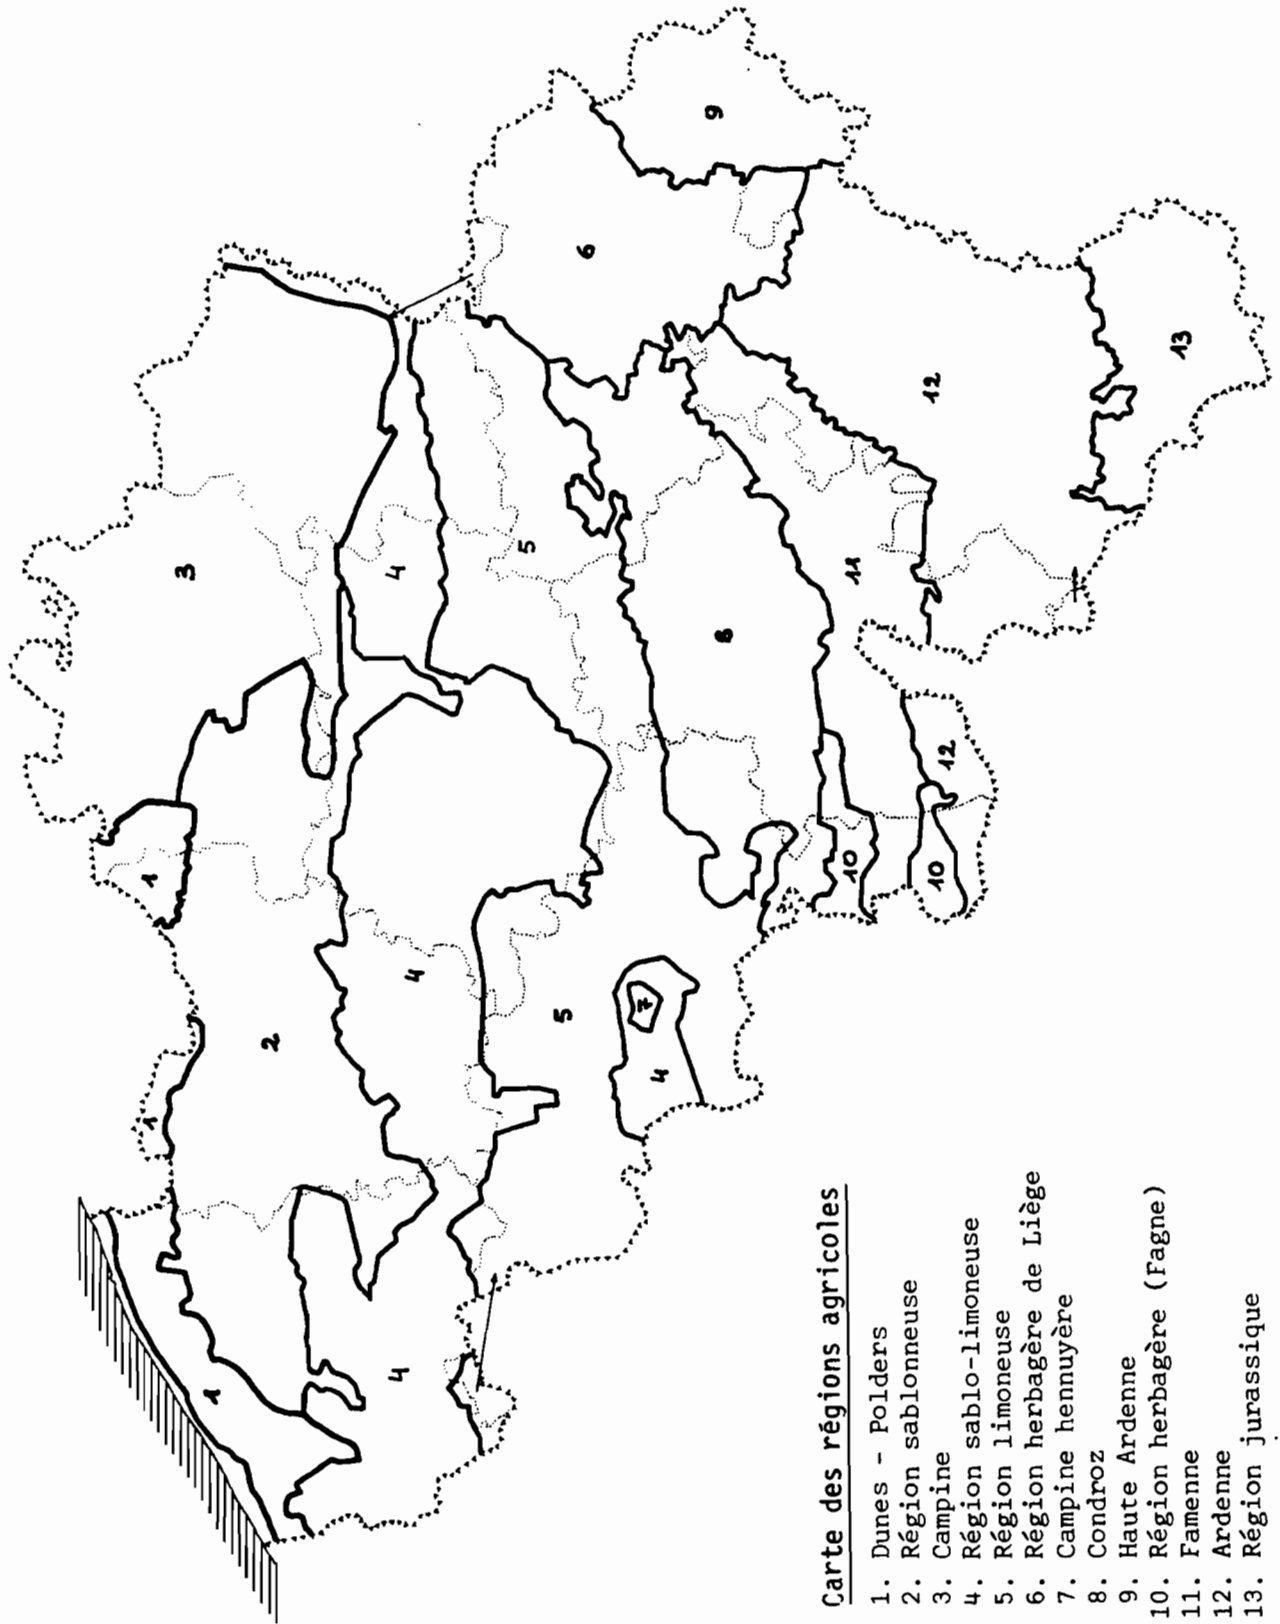 Carte des régions agricoles
1. Dunes - Polders
2. Région sablonneuse
3. Campine
4. Région sablo-limoneuse
5. Région limoneuse
6. Région herbagère de Liège
7. Campine hennuyère
8. Condroz
9. Haute Ardenne
10. Région herbagère (Fagne)
11. Famenne
12. Ardenne
13. Région jurassique
1
1
1
2
3
4
4
4
4
5
5
6
7
8
9
10
10
11
12
12
13